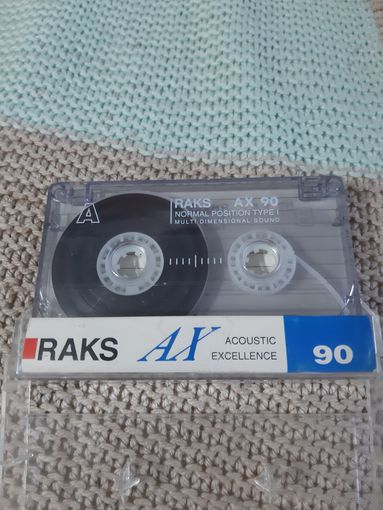 A
RAKS AX 90
NORMAL POSITION TYPE I
MULTI DIMENSIONAL SOUND
RAKS AX ACOUSTIC
EXCELLENCE 90